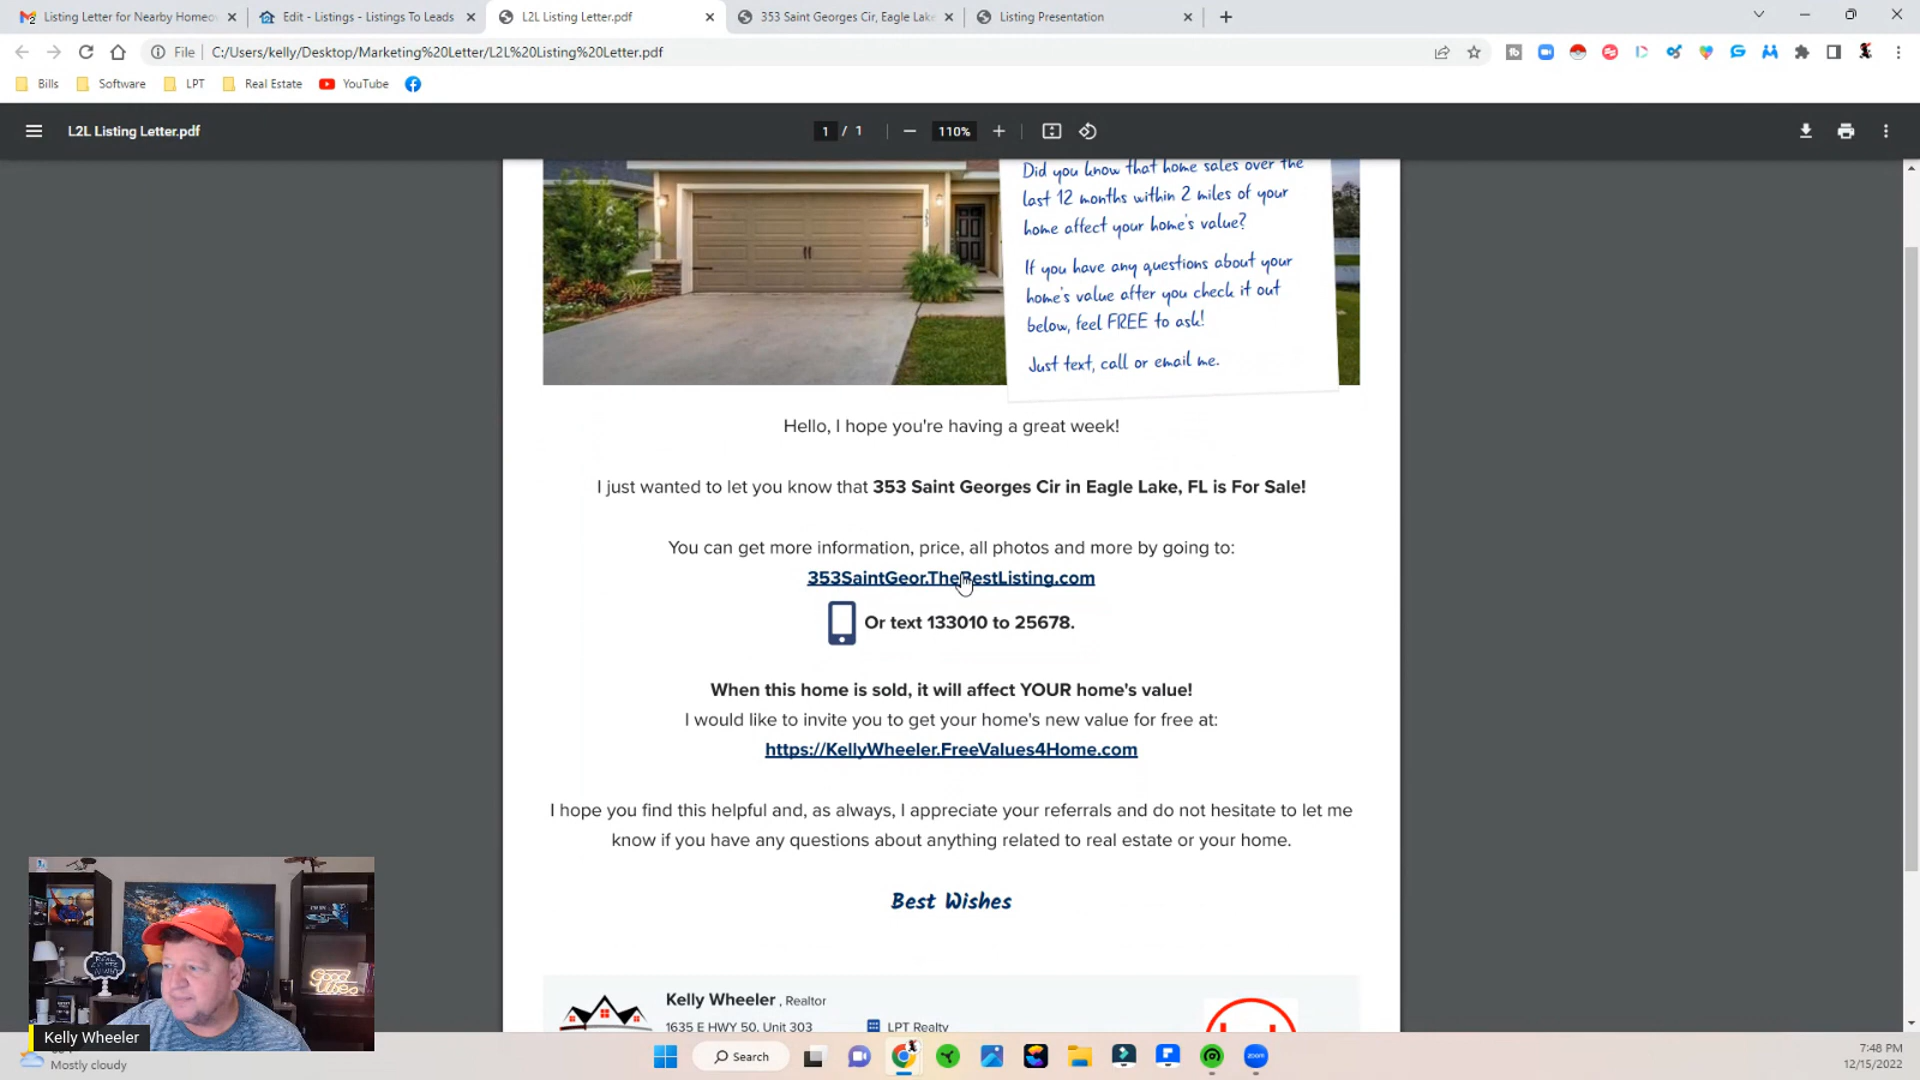 Listing Letter for Nearby Homeo
Edit - Listings - Listings To Leads
L2L Listing Letter.pdf
353 Saint Georges Cir, Eagle Lake
Listing Presentation
File
C:/Users/kelly/Desktop/Marketing%20Letter/L2L%20Listing%20Letter.pdf
Bills
Software
LPT
Real Estate
YouTube
L2L Listing Letter.pdf
1 / 1
110%
Did you know that home sales over the
last 12 months within 2 miles of your
home affect your home's value?
If you have any questions about your
home's value after you check it out
below, feel FREE to ask!
Just text, call or email me.
Hello, I hope you're having a great week!
I just wanted to let you know that 353 Saint Georges Cir in Eagle Lake, FL is For Sale!
You can get more information, price, all photos and more by going to:
353SaintGeor.TheBestListing.com
Or text 133010 to 25678.
When this home is sold, it will affect YOUR home's value!
I would like to invite you to get your home's new value for free at:
https://KellyWheeler.FreeValues4Home.com
I hope you find this helpful and, as always, I appreciate your referrals and do not hesitate to let me
know if you have any questions about anything related to real estate or your home.
Best Wishes
Kelly Wheeler , Realtor
1635 E HWY 50, Unit 303
LPT Realty
Good
Vibes
Kelly Wheeler
Mostly cloudy
Search
7:48 PM
12/15/2022